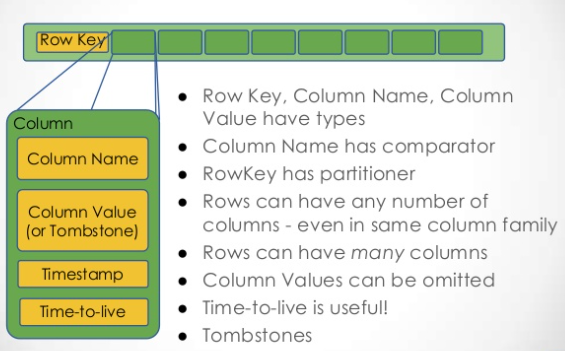 Row Key
Column
Column Name
Column Value
(or Tombstone)
Timestamp
Time-to-live
● Row Key, Column Name, Column
Value have types
● Column Name has comparator
● RowKey has partitioner
● Rows can have any number of
columns - even in same column family
● Rows can have many columns
● Column Values can be omitted
● Time-to-live is useful!
● Tombstones